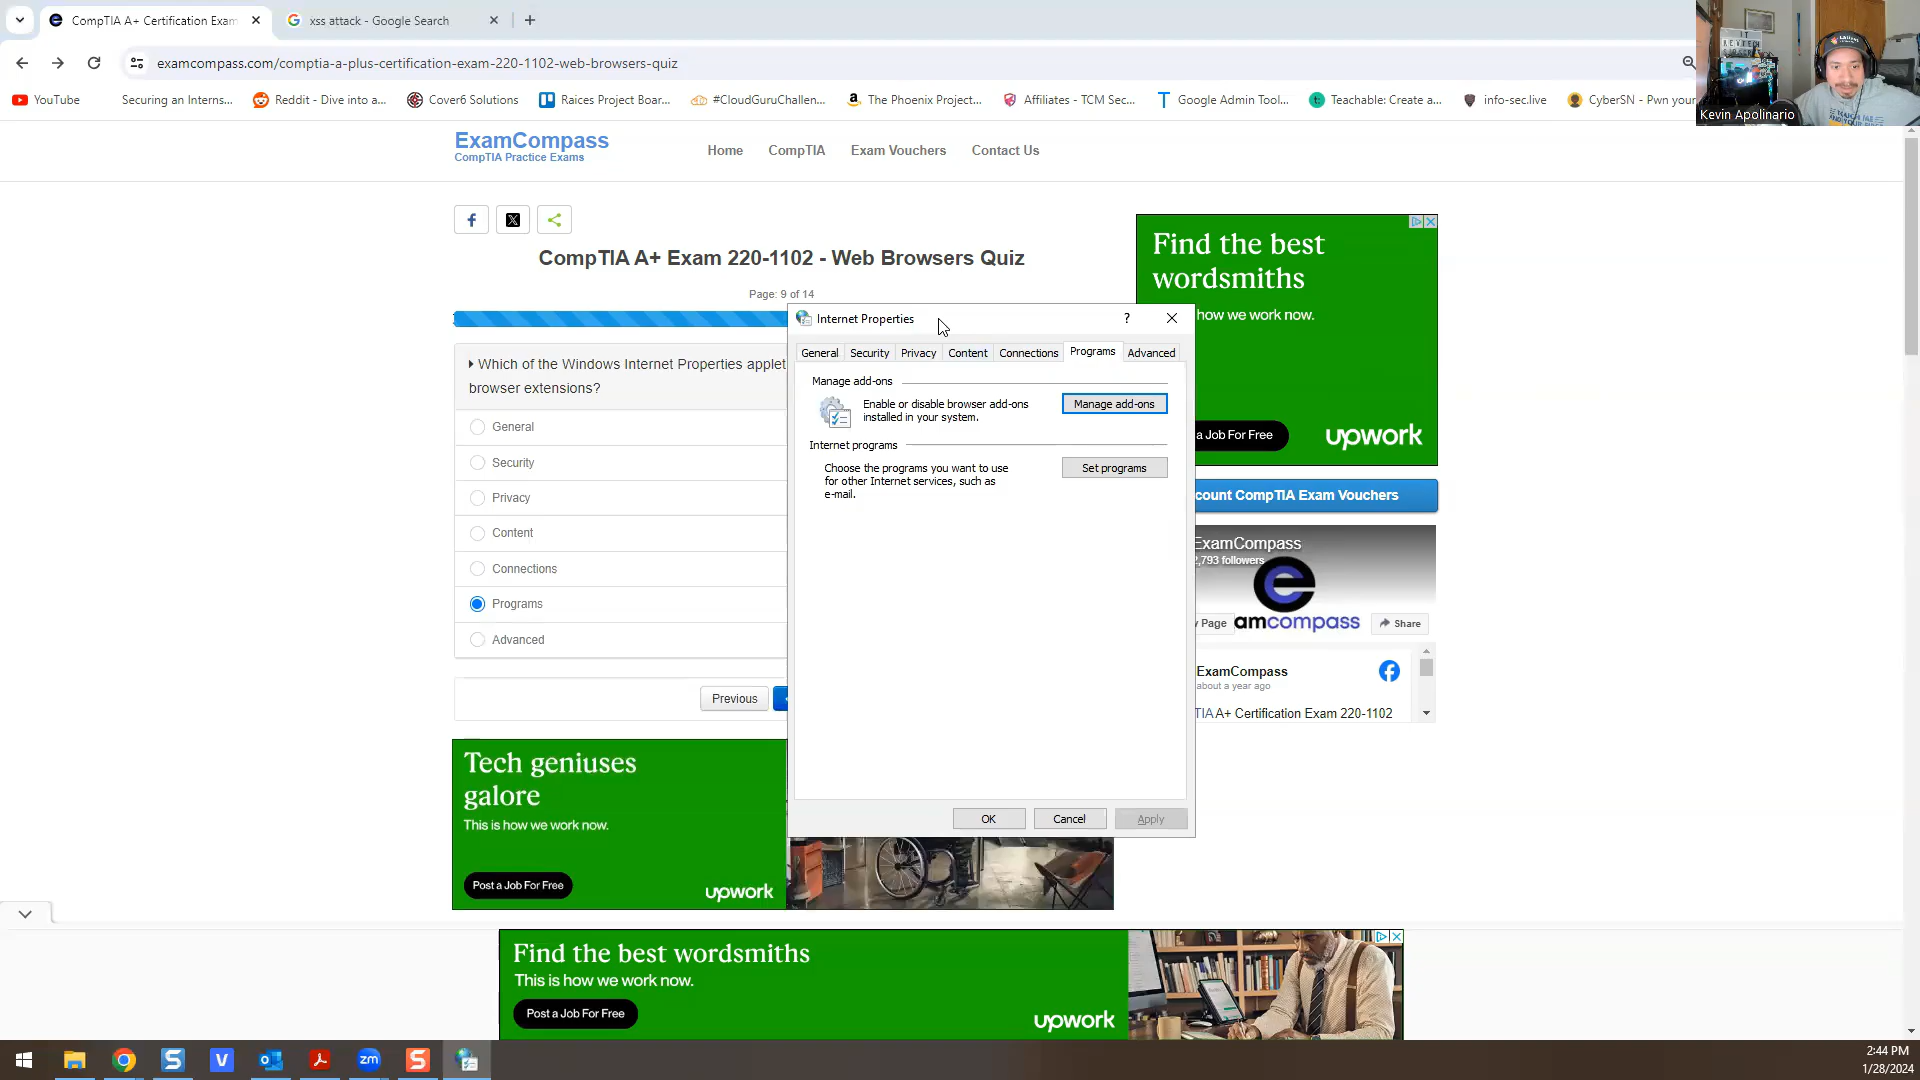 CompTIA A+ Certification Exam
xss attack - Google Search
examcompass.com/comptia-a-plus-certification-exam-220-1102-web-browsers-quiz
YouTube
Securing an Interns...
Reddit - Dive into a...
Cover6 Solutions
Raices Project Boar...
#CloudGuruChallen...
The Phoenix Project...
Affiliates - TCM Sec...
Google Admin Tool...
Teachable: Create a...
info-sec.live
CyberSN - Pwn your
Kevin Apolinario
ExamCompass
CompTIA Practice Exams
Home
CompTIA
Exam Vouchers
Contact Us
CompTIA A+ Exam 220-1102 - Web Browsers Quiz
Page: 9 of 14
Which of the Windows Internet Properties applet
browser extensions?
General
Security
Privacy
Content
Connections
Programs
Advanced
Previous
Internet Properties
?
General
Security
Privacy
Content
Connections
Programs
Advanced
Manage add-ons
Enable or disable browser add-ons
installed in your system.
Manage add-ons
Internet programs
Choose the programs you want to use
for other Internet services, such as
e-mail.
Set programs
OK
Cancel
Apply
Find the best
wordsmiths
how we work now.
a Job For Free
upwork
count CompTIA Exam Vouchers
ExamCompass
2,793 followers
Page
amcompass
Share
ExamCompass
about a year ago
TIA A+ Certification Exam 220-1102
Tech geniuses
galore
This is how we work now.
Post a Job For Free
upwork
Find the best wordsmiths
This is how we work now.
Post a Job For Free
upwork
zm
2:44 PM
1/28/2024